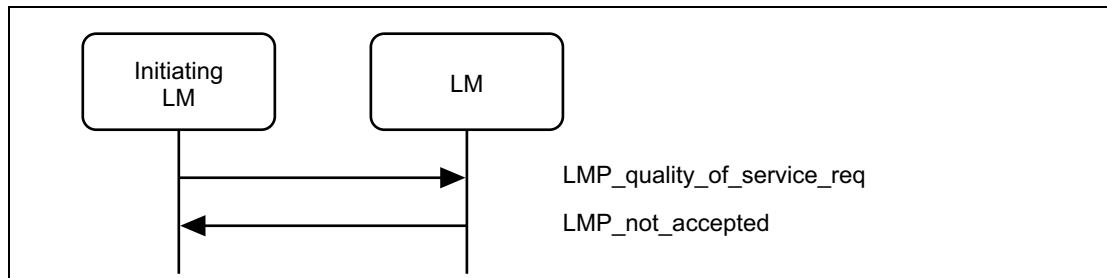 Initiating
LM
LM
LMP_quality_of_service_req
LMP_not_accepted